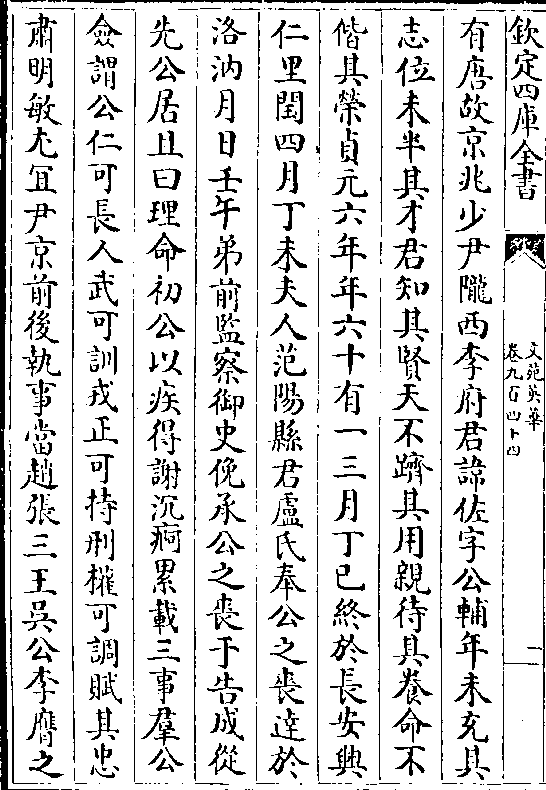 欽定四庫全書
文苑英華
卷九百四十四
二
有唐故京兆少尹隴西李府君諱佐字公輔年未充其
志位未半其才君知其賢天不躋其用親待其養命不
偕其榮貞元六年年六十有一三月丁巳終於長安興
仁里閏四月丁未夫人范陽縣君盧氏奉公之喪達於
洛汭月日壬午弟前監察御史俛承公之喪于告成從
先公居且曰理命初公以疾得謝沉痾累載三事羣公
僉謂公仁可長人武可訓戎正可持刑權可調賦其忠
肅明敏尤宜尹京前後執事當趙張三王吳公李膺之